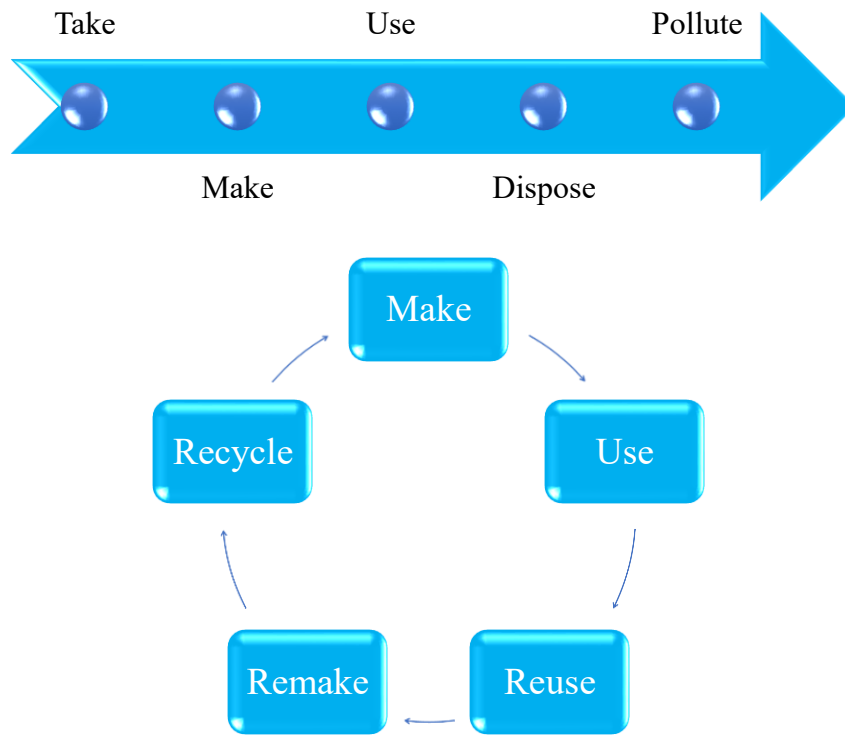 Take
Use
Pollute
Make
Dispose
Make
Recycle
Use
Remake
Reuse